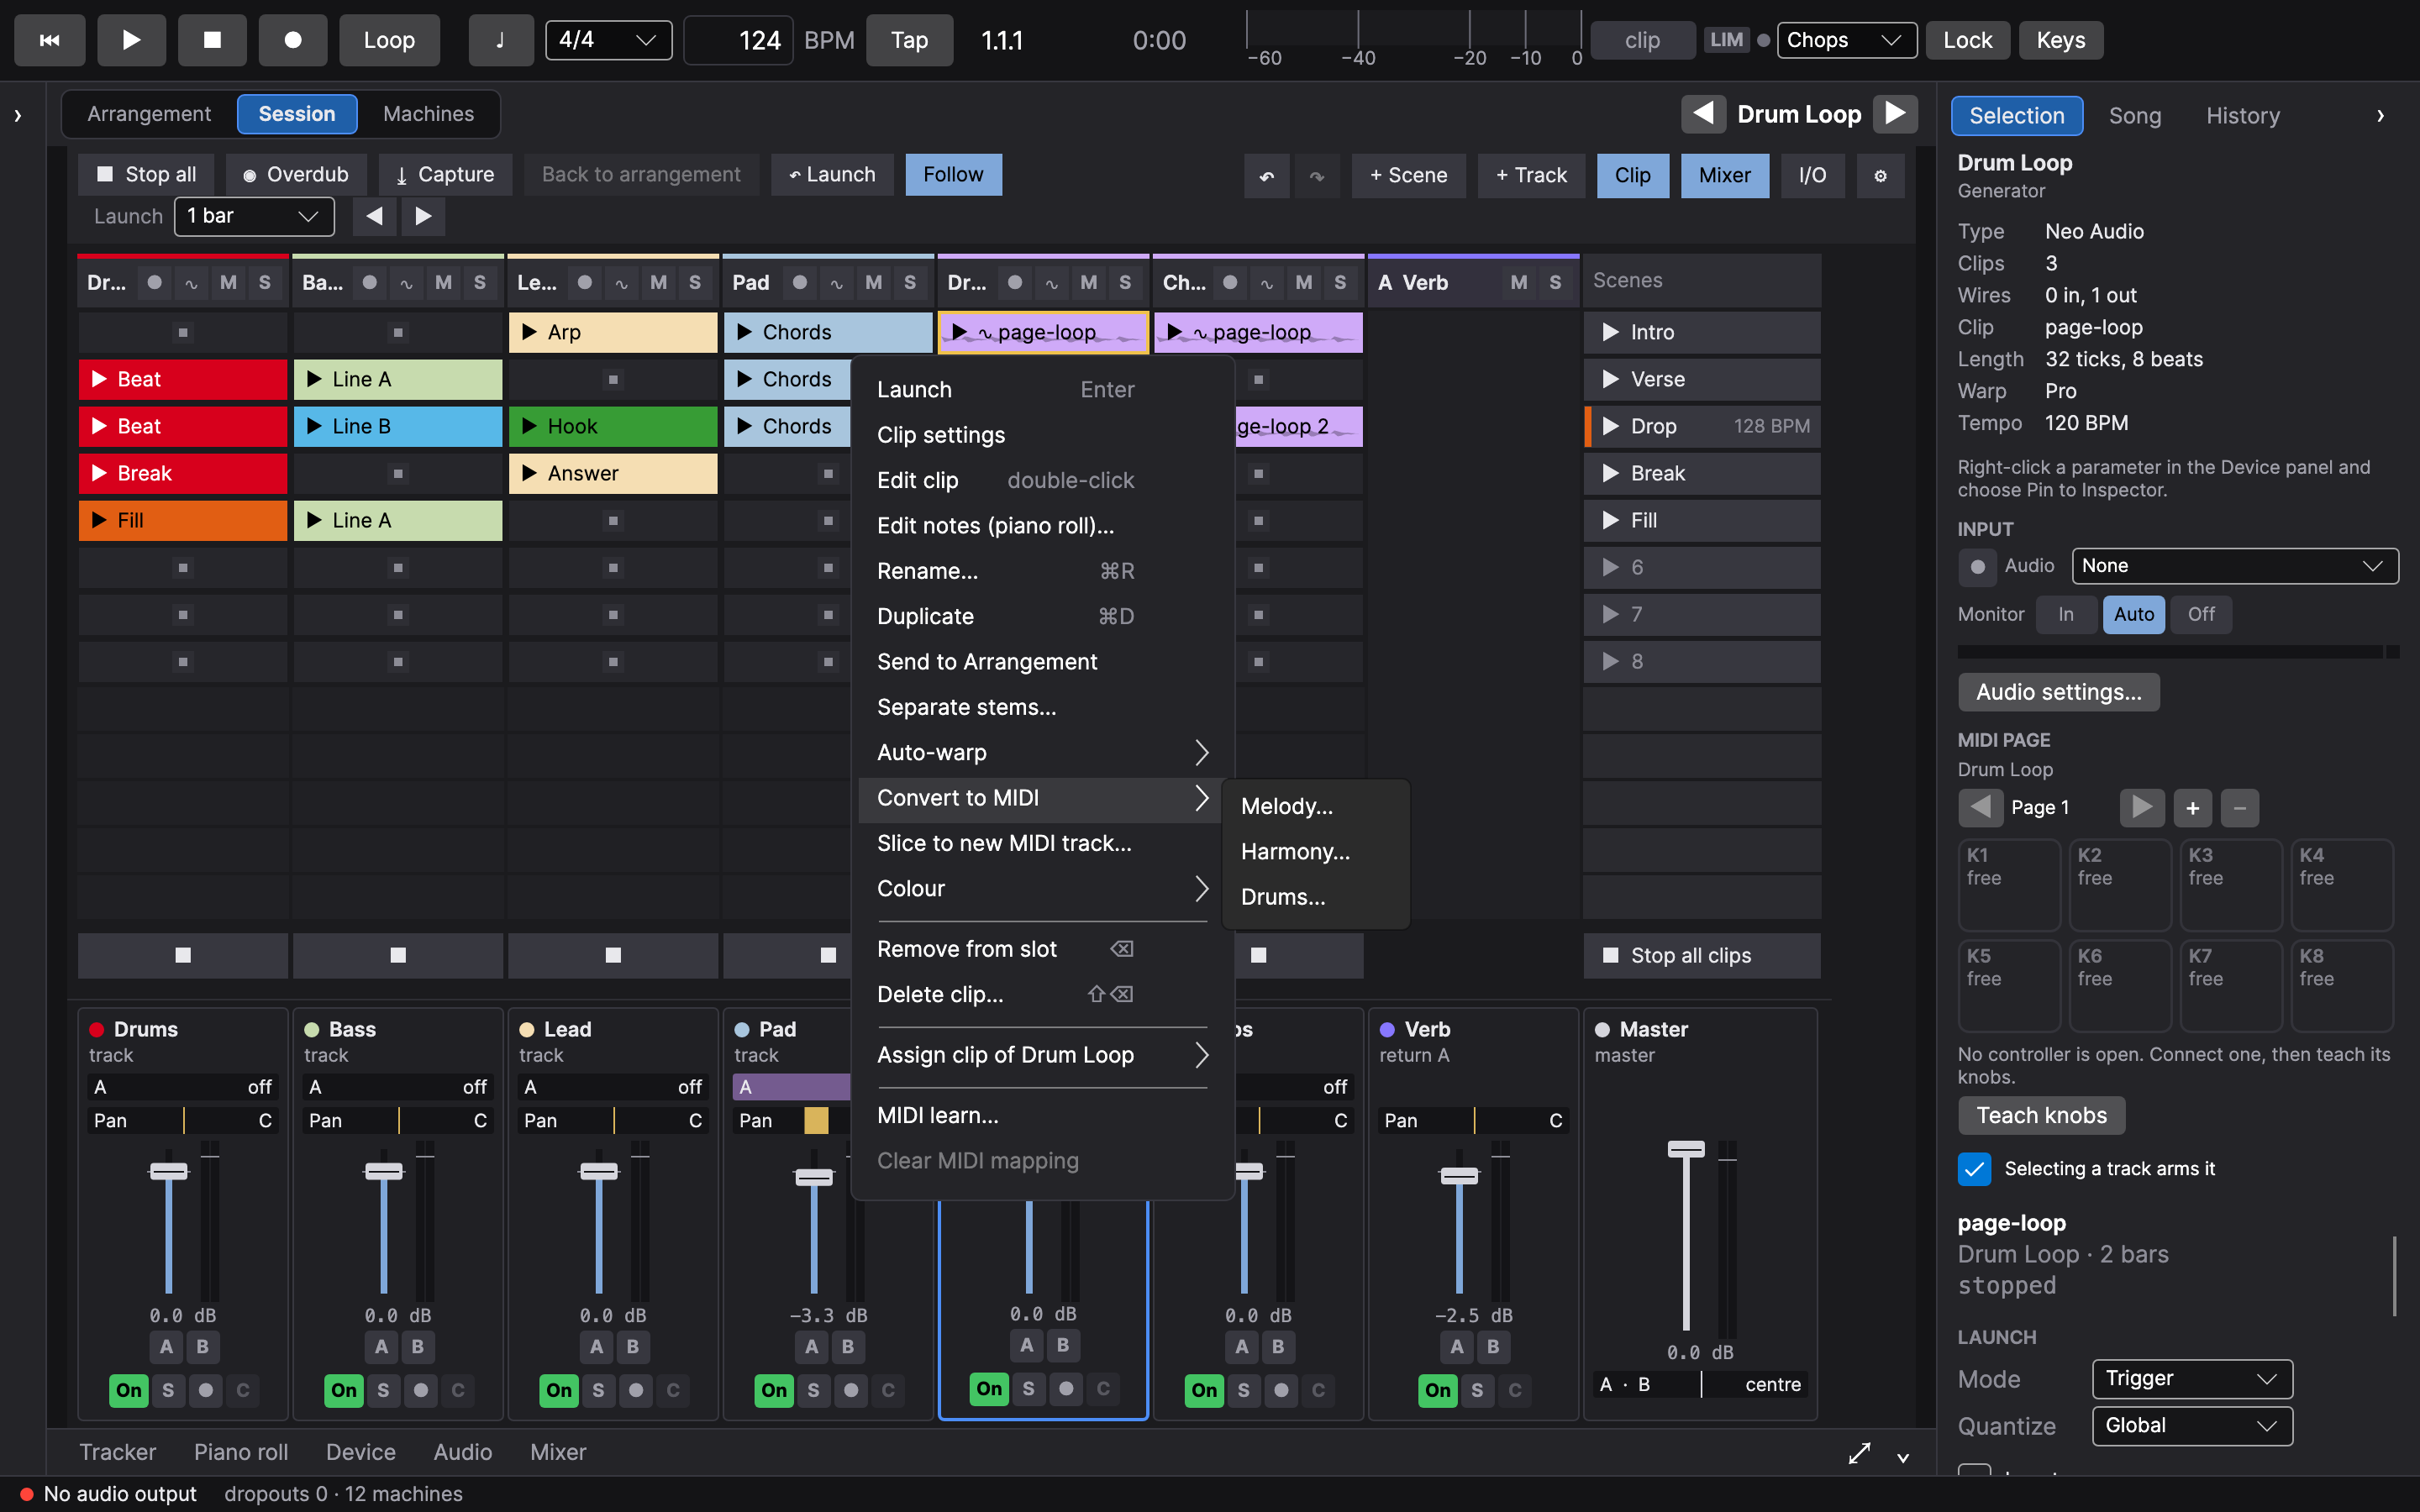 Loop 4/4 124 BPM Tap 1.1.1 0:00 -60 -40 -20 -10 0 clip LIM Chops Lock Keys
Arrangement Session Machines Drum Loop Selection Song History
Stop all Overdub Capture Back to arrangement Launch Follow + Scene + Track Clip Mixer I/O
Launch 1 bar
Dr... M S Ba... M S Le... M S Pad M S Dr... M S Ch... M S A Verb M S Scenes
Arp Chords page-loop page-loop Intro
Beat Line A Chords Verse
Beat Line B Hook Chords ge-loop 2 Drop 128 BPM
Break Answer Break
Fill Line A Fill
6
7
8
Launch Enter
Clip settings
Edit clip double-click
Edit notes (piano roll)...
Rename... ⌘R
Duplicate ⌘D
Send to Arrangement
Separate stems...
Auto-warp
Convert to MIDI
Slice to new MIDI track...
Colour
Remove from slot ⌫
Delete clip... ⇧⌫
Assign clip of Drum Loop
MIDI learn...
Clear MIDI mapping
Melody...
Harmony...
Drums...
Stop all clips
Drums Bass Lead Pad Verb Master
track track track track return A master
A off A off A off A off
Pan C Pan C Pan C Pan C Pan C
0.0 dB 0.0 dB 0.0 dB -3.3 dB 0.0 dB 0.0 dB -2.5 dB 0.0 dB
A B A B A B A B A B A B A B
A · B centre
On S C On S C On S C On S C On S C On S C On S C
Tracker Piano roll Device Audio Mixer
No audio output dropouts 0 · 12 machines
Drum Loop
Generator
Type Neo Audio
Clips 3
Wires 0 in, 1 out
Clip page-loop
Length 32 ticks, 8 beats
Warp Pro
Tempo 120 BPM
Right-click a parameter in the Device panel and
choose Pin to Inspector.
INPUT
Audio None
Monitor In Auto Off
Audio settings...
MIDI PAGE
Drum Loop
Page 1 + −
K1 K2 K3 K4
free free free free
K5 K6 K7 K8
free free free free
No controller is open. Connect one, then teach its
knobs.
Teach knobs
Selecting a track arms it
page-loop
Drum Loop · 2 bars
stopped
LAUNCH
Mode Trigger
Quantize Global